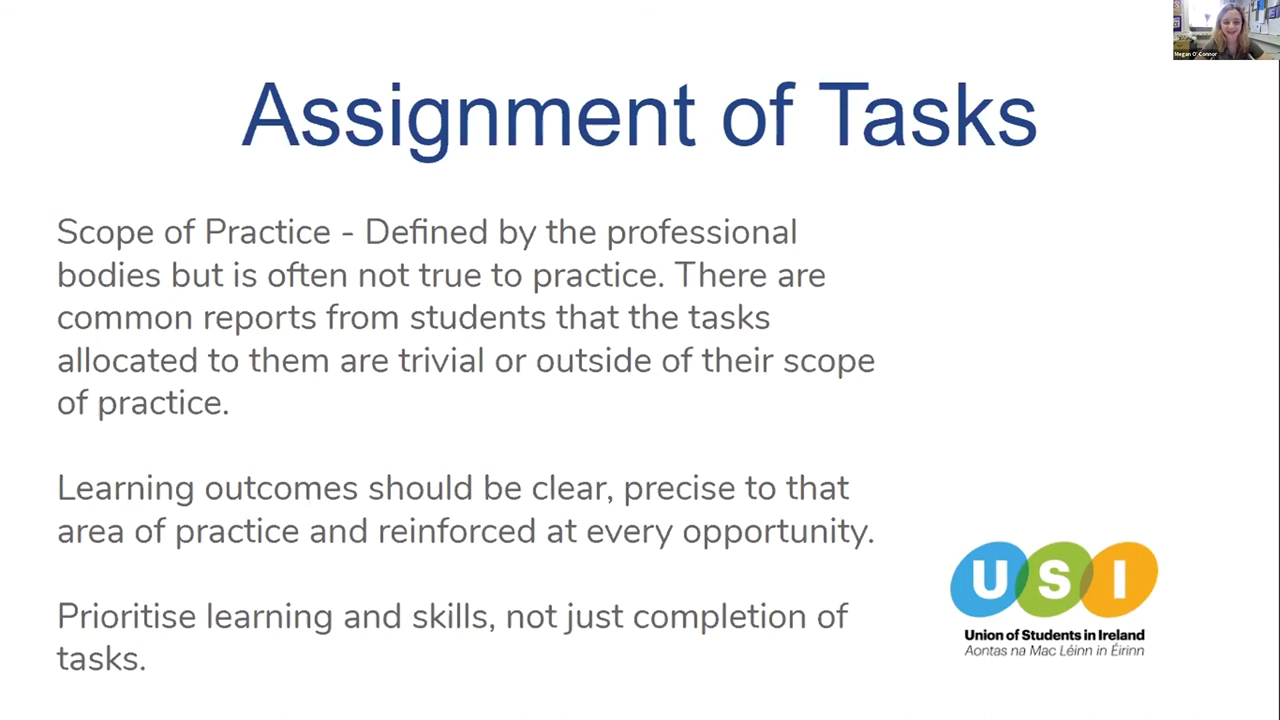 Megan O' Connor
Assignment of Tasks
Scope of Practice - Defined by the professional
bodies but is often not true to practice. There are
common reports from students that the tasks
allocated to them are trivial or outside of their scope
of practice.
Learning outcomes should be clear, precise to that
area of practice and reinforced at every opportunity.
Prioritise learning and skills, not just completion of
tasks.
USI
Union of Students in Ireland
Aontas na Mac Léinn in Éirinn